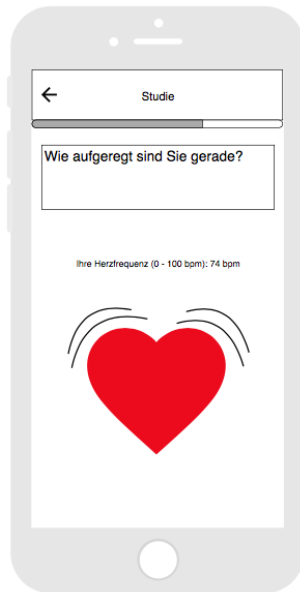 Studie
Wie aufgeregt sind Sie gerade?
Ihre Herzfrequenz (0 - 100 bpm): 74 bpm